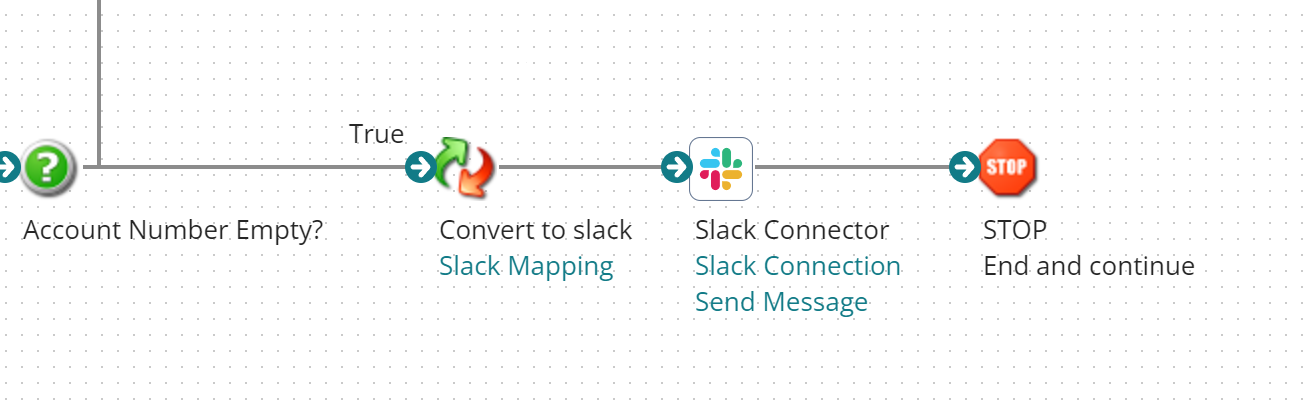 True
?
STOP
Account Number Empty?
Convert to slack
Slack Mapping
Slack Connector
Slack Connection
Send Message
STOP
End and continue